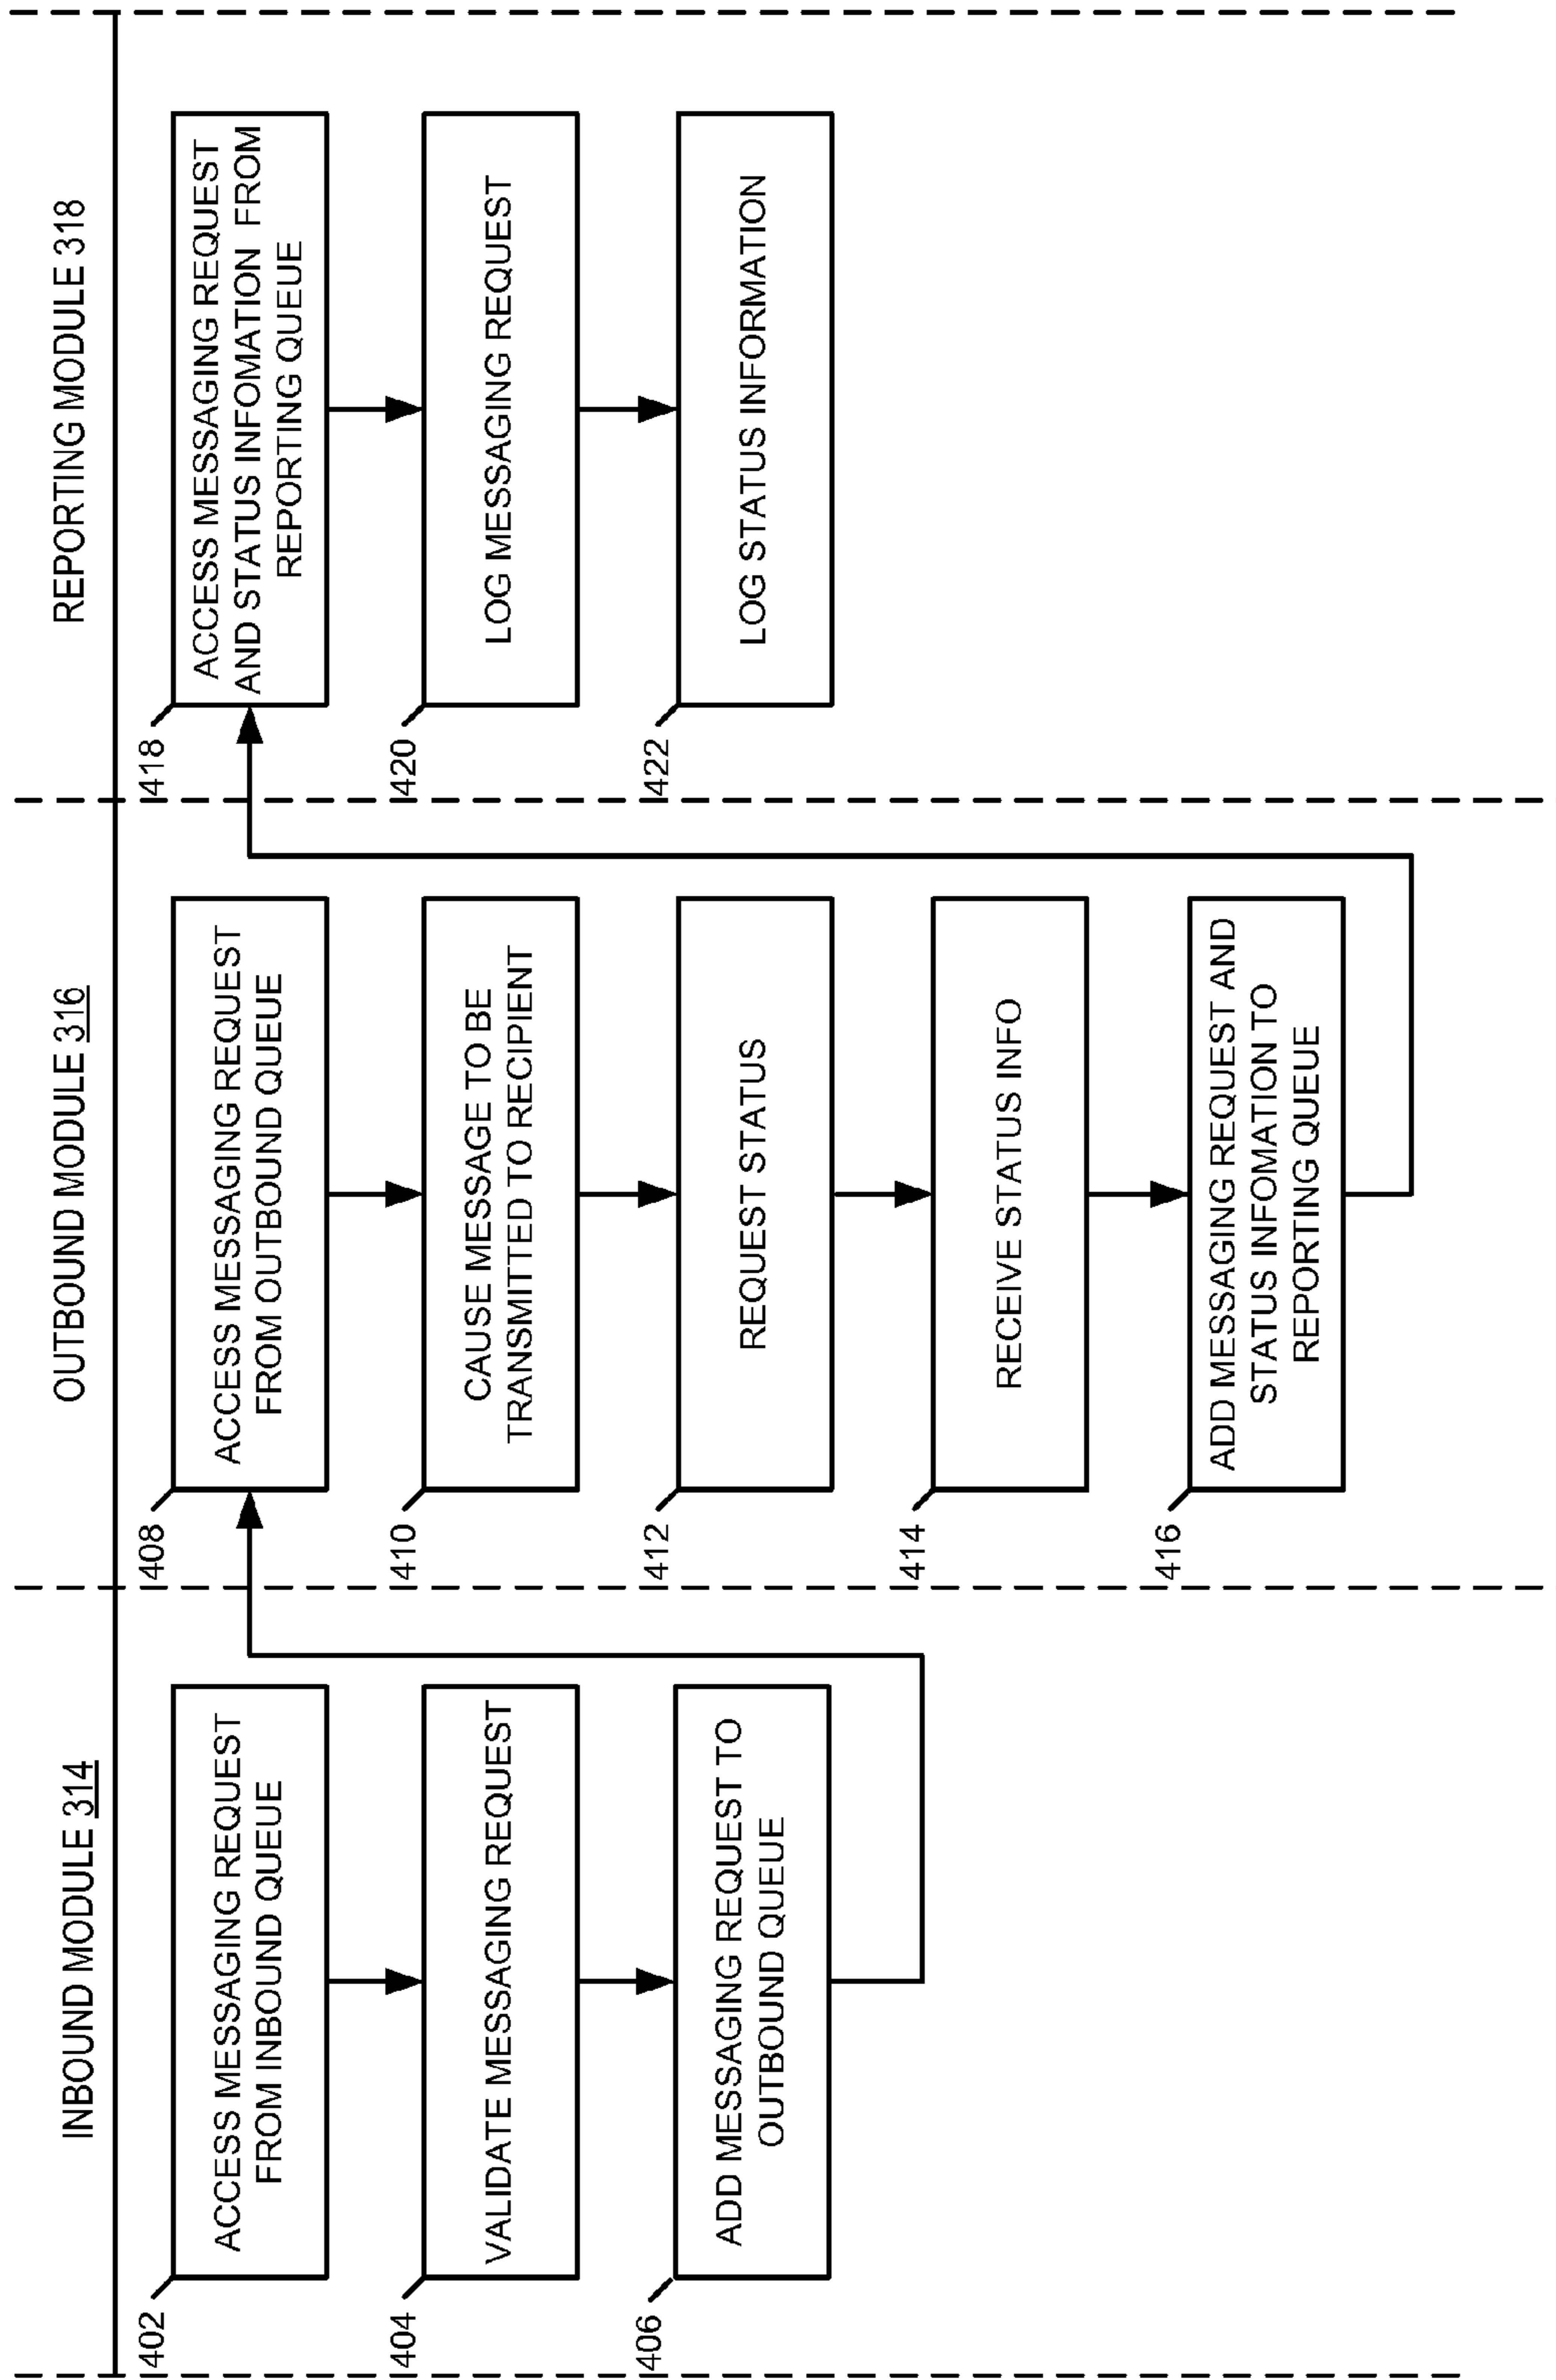 INBOUND MODULE 314
402
ACCESS MESSAGING REQUEST
FROM INBOUND QUEUE
404
VALIDATE MESSAGING REQUEST
406
ADD MESSAGING REQUEST TO
OUTBOUND QUEUE
OUTBOUND MODULE 316
408
ACCESS MESSAGING REQUEST
FROM OUTBOUND QUEUE
410
CAUSE MESSAGE TO BE
TRANSMITTED TO RECIPIENT
412
REQUEST STATUS
414
RECEIVE STATUS INFO
416
ADD MESSAGING REQUEST AND
STATUS INFOMATION TO
REPORTING QUEUE
REPORTING MODULE 318
418
ACCESS MESSAGING REQUEST
AND STATUS INFOMATION FROM
REPORTING QUEUE
420
LOG MESSAGING REQUEST
422
LOG STATUS INFORMATION